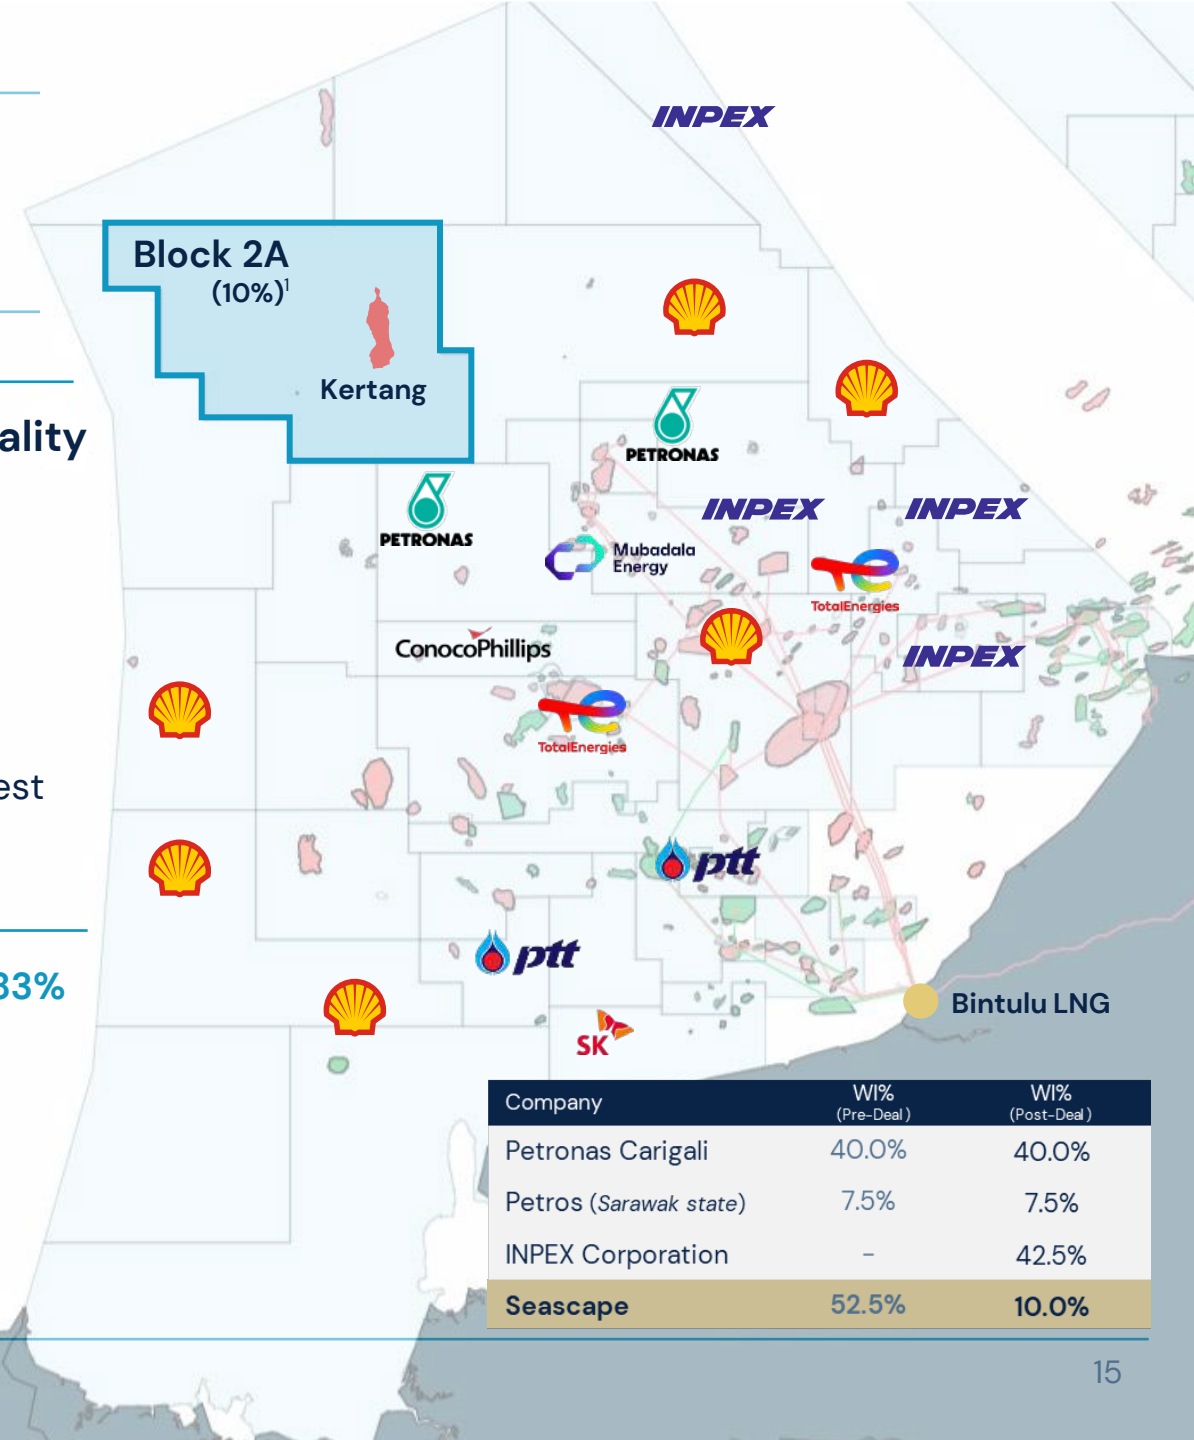 INPEX
Block 2A
(10%)1
Kertang
ality
PETRONAS
PETRONAS
INPEX
INPEX
Mubadala
Energy
TotalEnergies
ConocoPhillips
INPEX
TotalEnergies
est
ptt
ptt
33%
Bintulu LNG
SK
Company WI% (Pre-Deal) WI% (Post-Deal)
Petronas Carigali 40.0% 40.0%
Petros (Sarawak state) 7.5% 7.5%
INPEX Corporation - 42.5%
Seascape 52.5% 10.0%
15